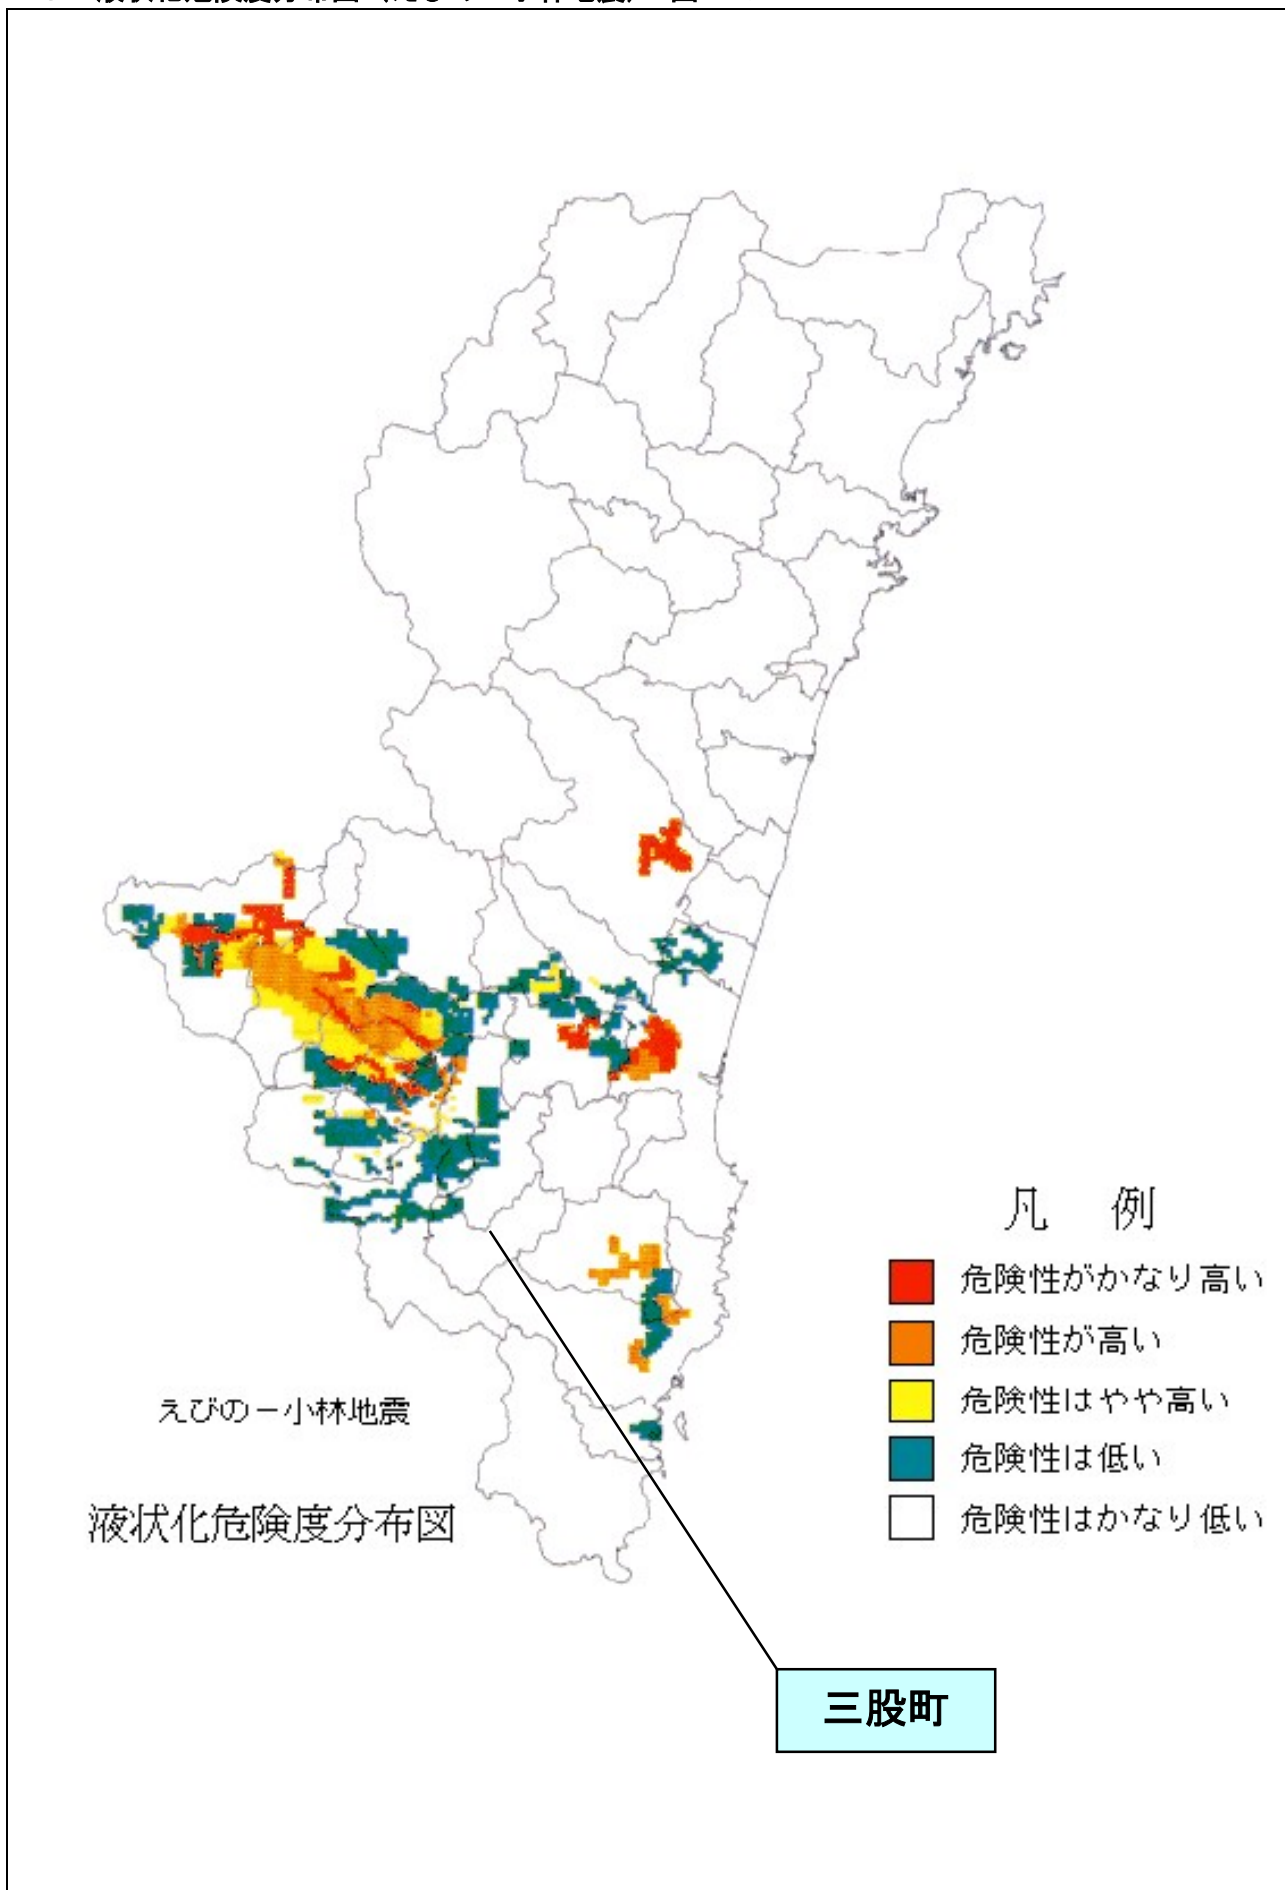 凡 例
危険性がかなり高い
危険性が高い
危険性はやや高い
危険性は低い
危険性はかなり低い
えびの－小林地震
液状化危険度分布図
三股町